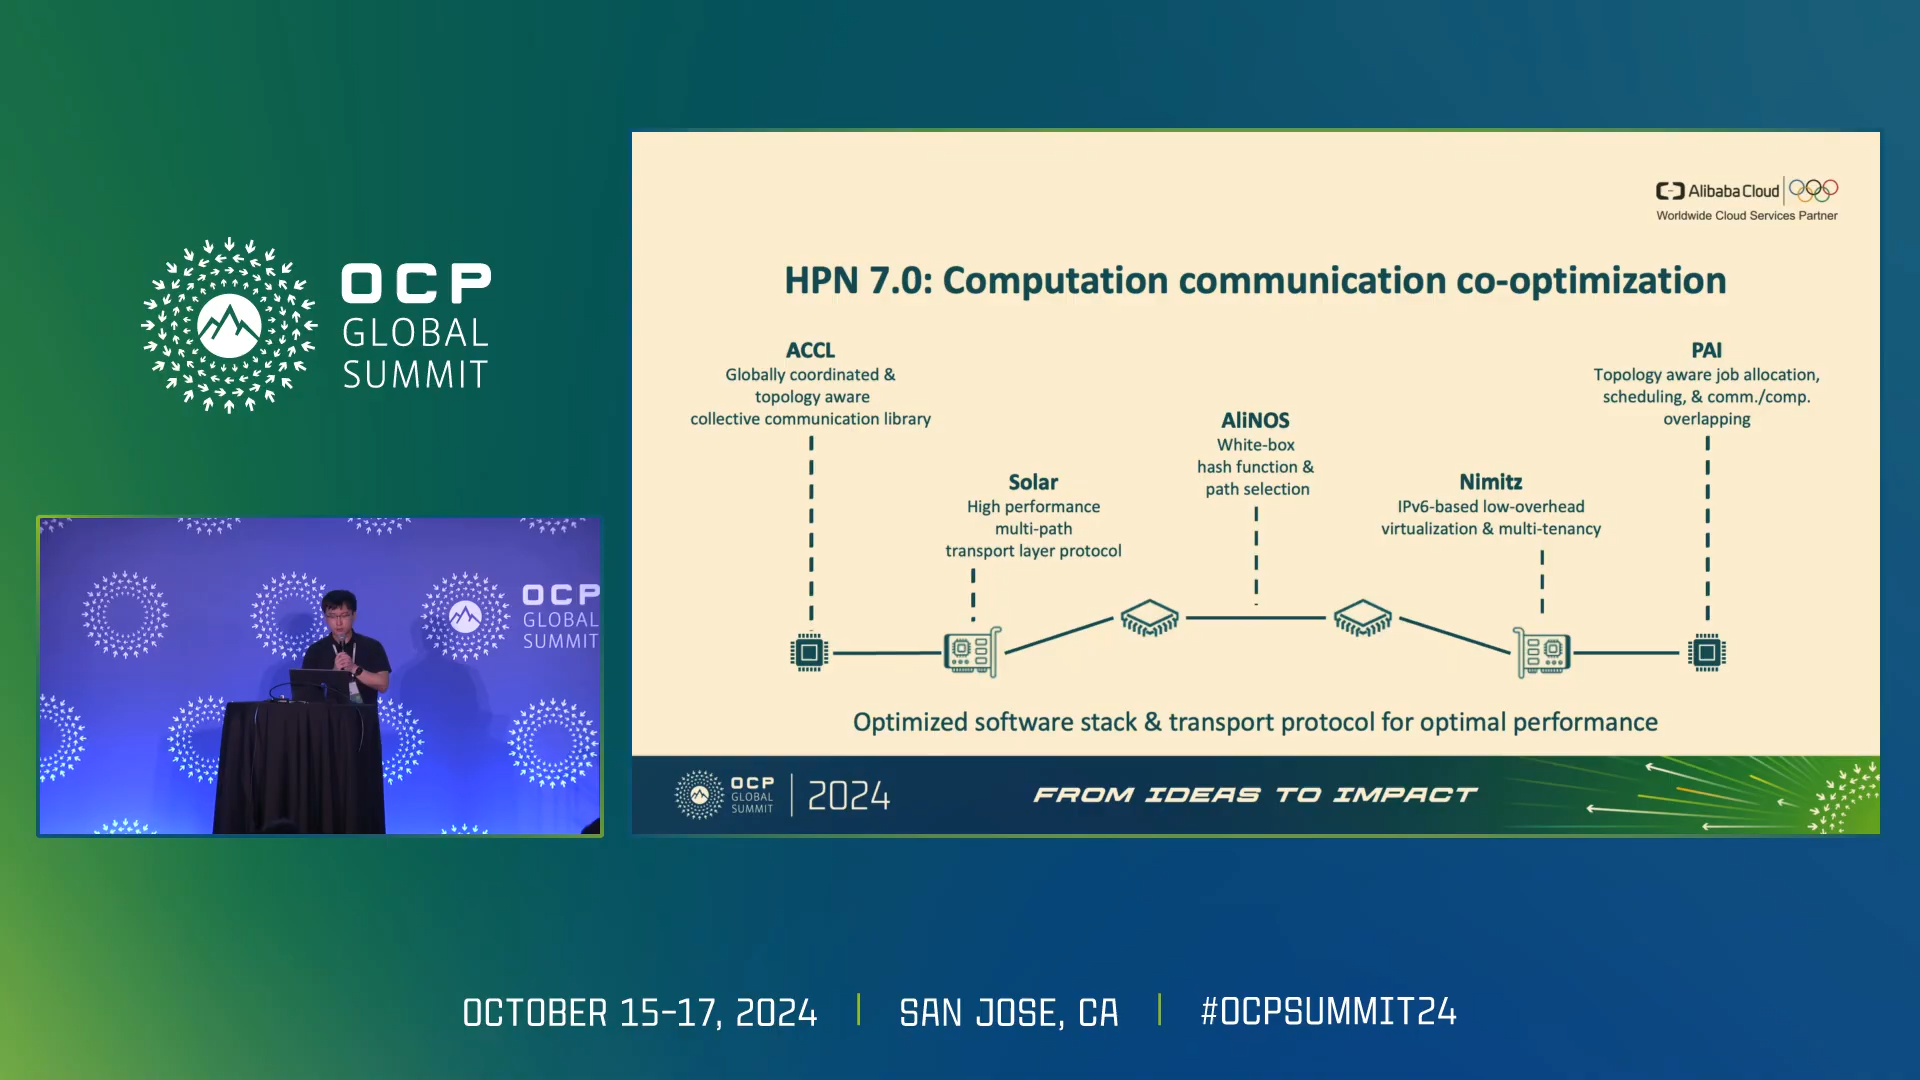 OCP
GLOBAL
SUMMIT
OCP
GLOBAL
SUMMIT
Alibaba Cloud
Worldwide Cloud Services Partner
HPN 7.0: Computation communication co-optimization
ACCL
Globally coordinated &
topology aware
collective communication library
Solar
High performance
multi-path
transport layer protocol
AliNOS
White-box
hash function &
path selection
Nimitz
IPv6-based low-overhead
virtualization & multi-tenancy
PAI
Topology aware job allocation,
scheduling, & comm./comp.
overlapping
Optimized software stack & transport protocol for optimal performance
OCP
GLOBAL
SUMMIT
2024
FROM IDEAS TO IMPACT
OCTOBER 15-17, 2024
SAN JOSE, CA
#OCPSUMMIT24